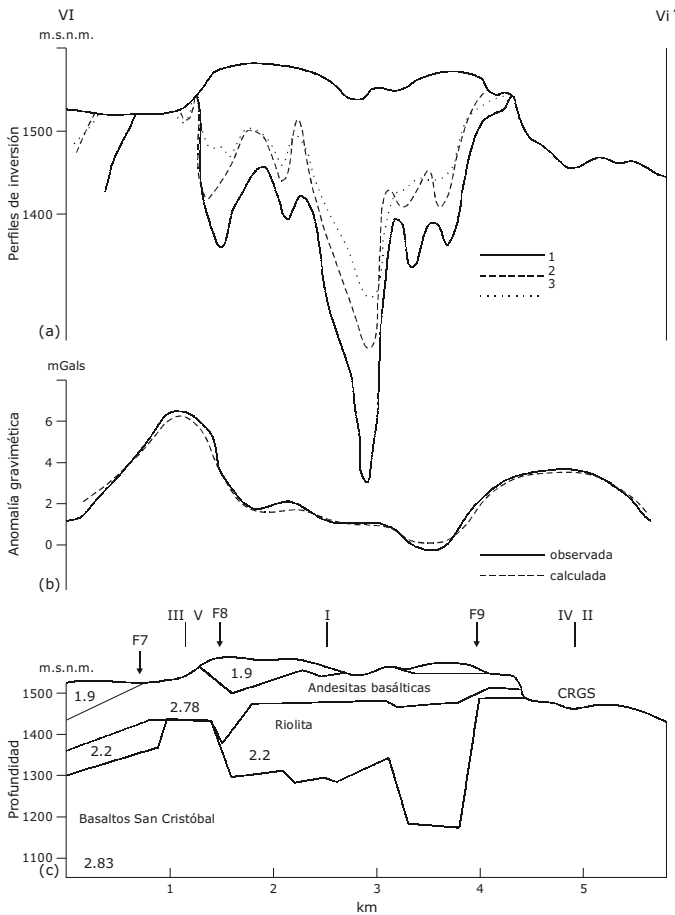 VI
Vi´
m.s.n.m.
1500
1400
Perfiles de inversión
1
2
3
(a)
mGals
6
4
2
0
Anomalía gravimética
observada
calculada
(b)
III V F8 I F9 IV II
F7
m.s.n.m.
1.9
1.9
Andesitas basálticas
CRGS
1500
2.78
Riolita
1400
2.2
2.2
1300
Profundidad
1200
Basaltos San Cristóbal
1100
2.83
(c)
1 2 3 4 5
km